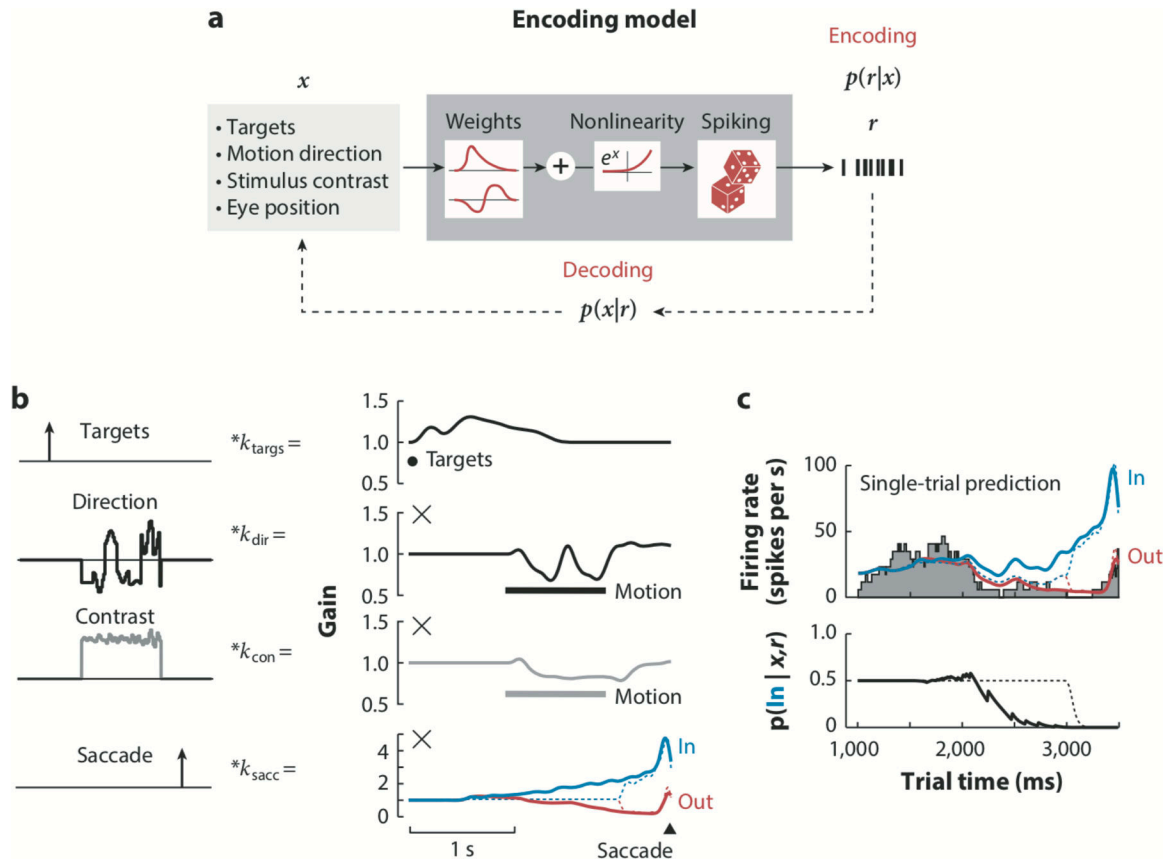 a
Encoding model
Encoding
x
p(r|x)
r
• Targets
• Motion direction
• Stimulus contrast
• Eye position
Weights
Nonlinearity
Spiking
+
eˣ
Decoding
p(x|r)
b
Targets
*k_targs =
1.5
1.0
0.5
• Targets
Direction
*k_dir =
×
1.5
1.0
0.5
Motion
Contrast
*k_con =
×
1.5
1.0
0.5
Motion
Gain
Saccade
*k_sacc =
×
4
2
1
0
In
Out
1 s
Saccade
c
Firing rate
(spikes per s)
100
50
0
Single-trial prediction
In
Out
p(In | x,r)
1.0
0.5
0
1,000
2,000
3,000
Trial time (ms)